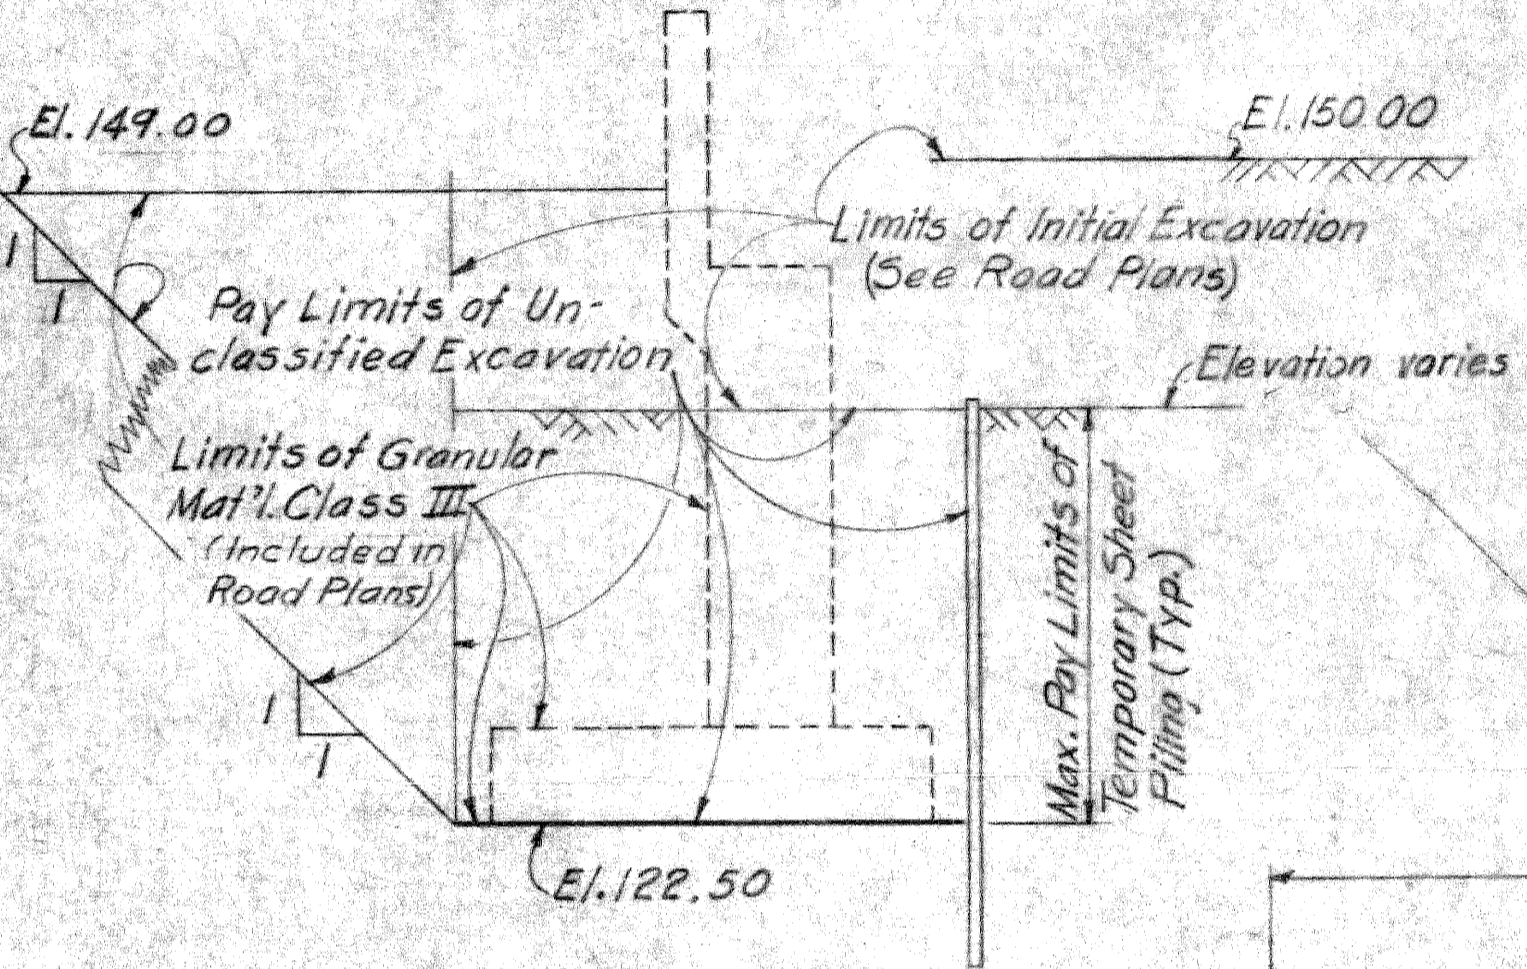 El. 149.00
El. 150.00
Limits of Initial Excavation
(See Road Plans)
1
1
Pay Limits of Un-
classified Excavation
Elevation varies
Limits of Granular
Mat'l. Class III
(Included in
Road Plans)
Max. Pay Limits of
Temporary Sheet
Piling (Typ.)
1
1
El. 122.50